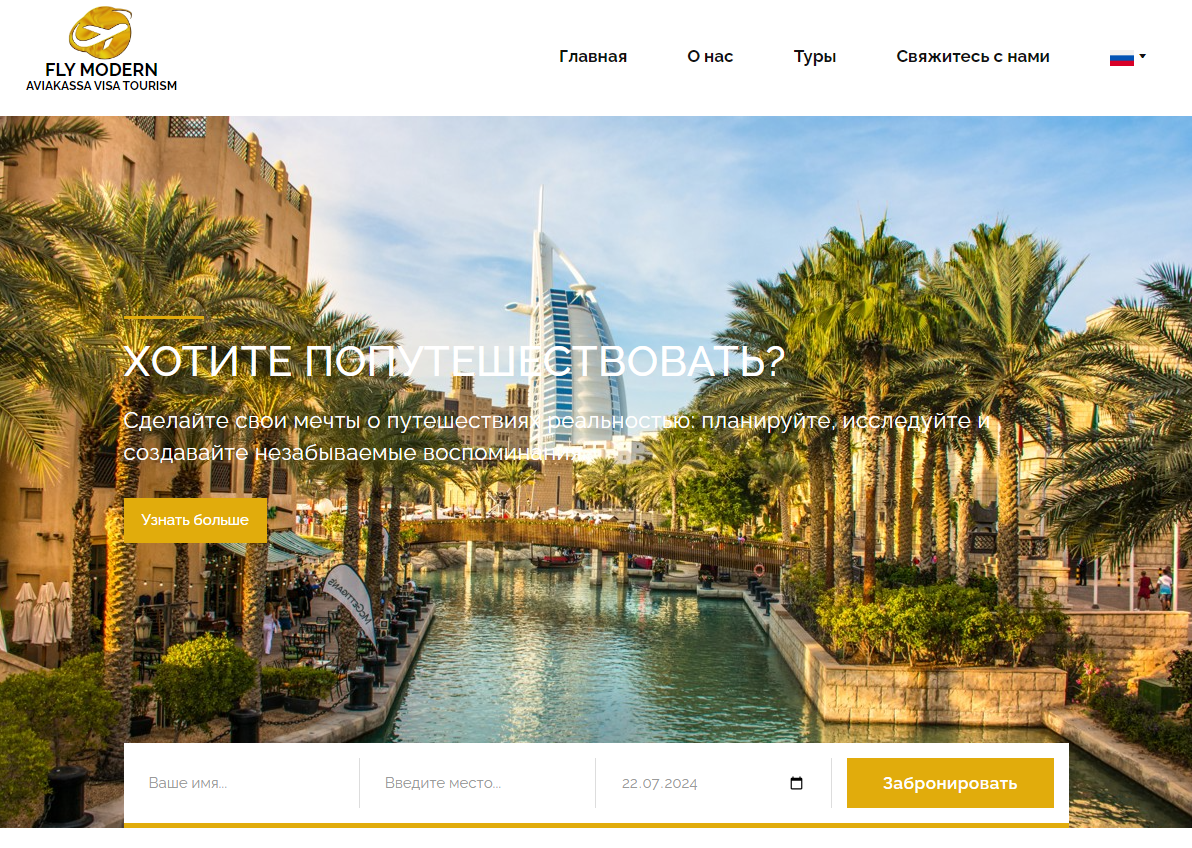 FLY MODERN
AVIAKASSA VISA TOURISM
Главная
О нас
Туры
Свяжитесь с нами
ХОТИТЕ ПОПУТЕШЕСТВОВАТЬ?
Сделайте свои мечты о путешествиях реальностью: планируйте, исследуйте и
создавайте незабываемые воспоминания!
Узнать больше
McGETTIGANS
Ваше имя...
Введите место...
22.07.2024
Забронировать